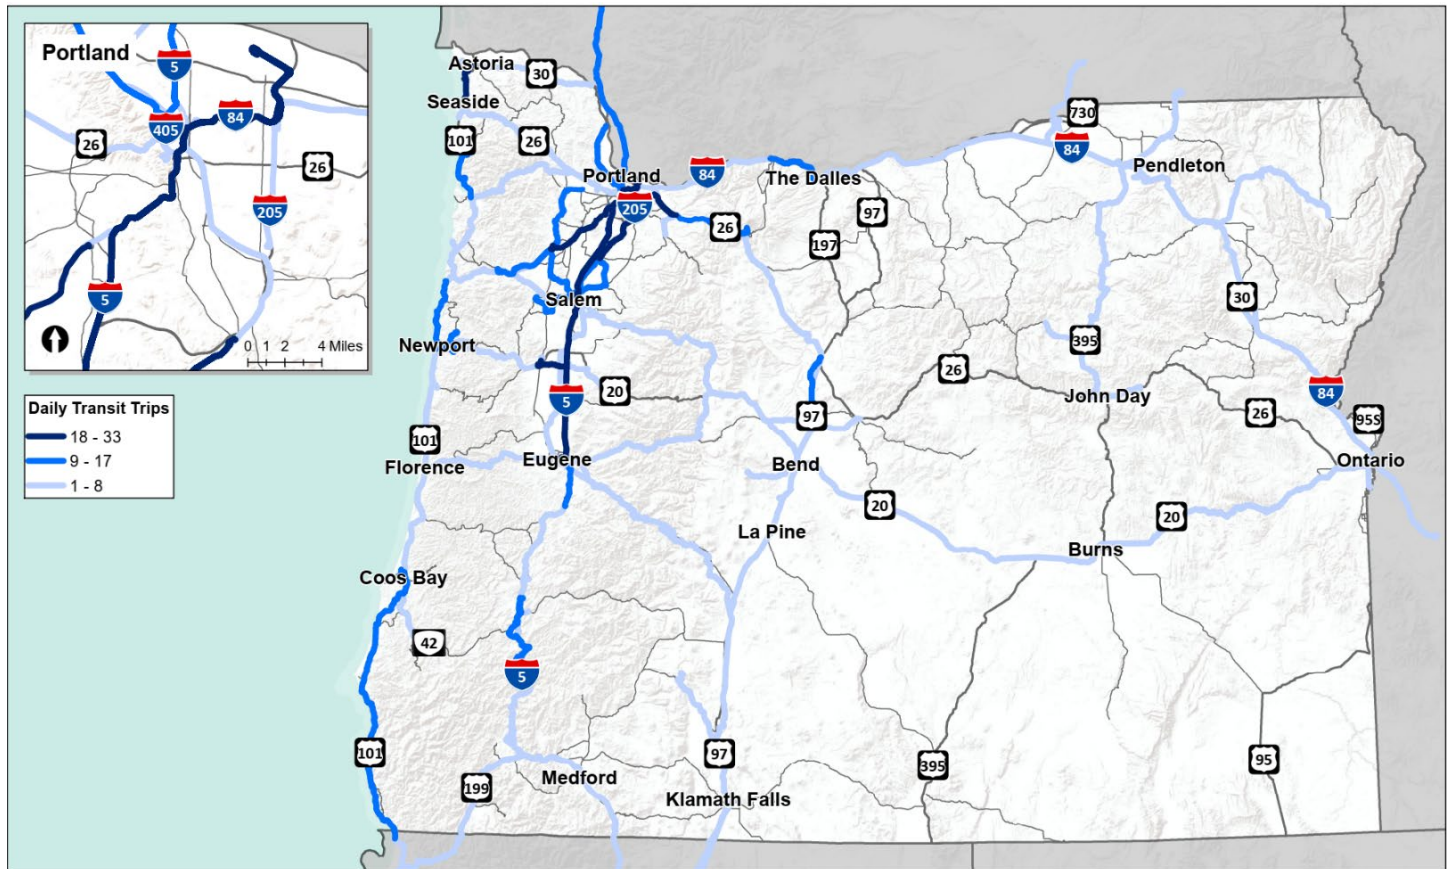 Portland
5
405
84
26
26
205
5
0 1 2 4 Miles
Daily Transit Trips
18 - 33
9 - 17
1 - 8
Astoria
30
Seaside
101
26
Portland
205
84
The Dalles
26
97
197
730
84
Pendleton
Salem
30
Newport
395
20
5
26
97
John Day
84
26
95S
101
Florence
Eugene
Bend
Ontario
20
20
La Pine
Burns
Coos Bay
42
5
101
199
Medford
97
Klamath Falls
395
95